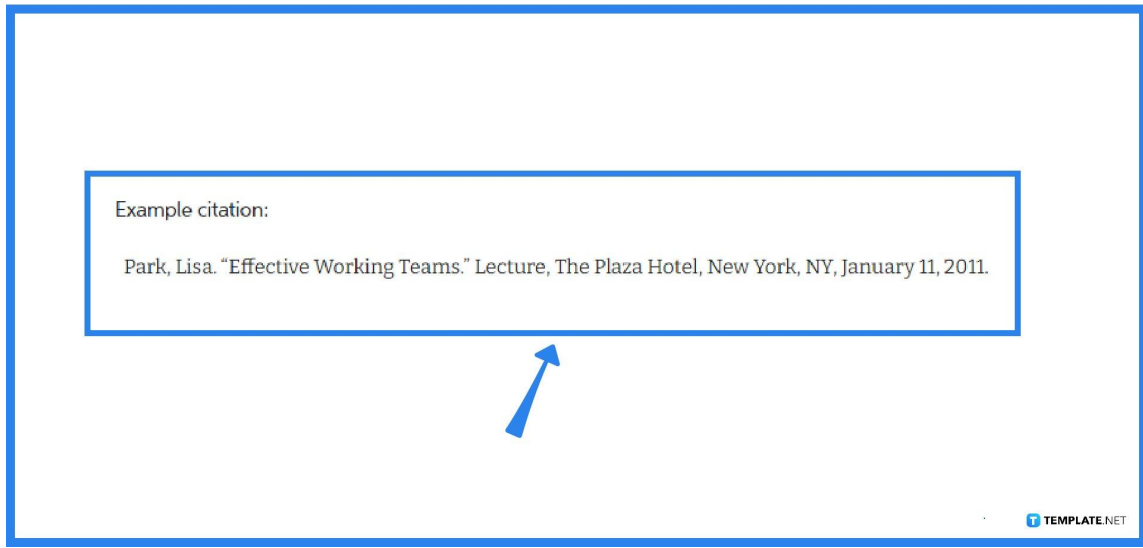 Example citation:
Park, Lisa. “Effective Working Teams.” Lecture, The Plaza Hotel, New York, NY, January 11, 2011.
T TEMPLATE.NET